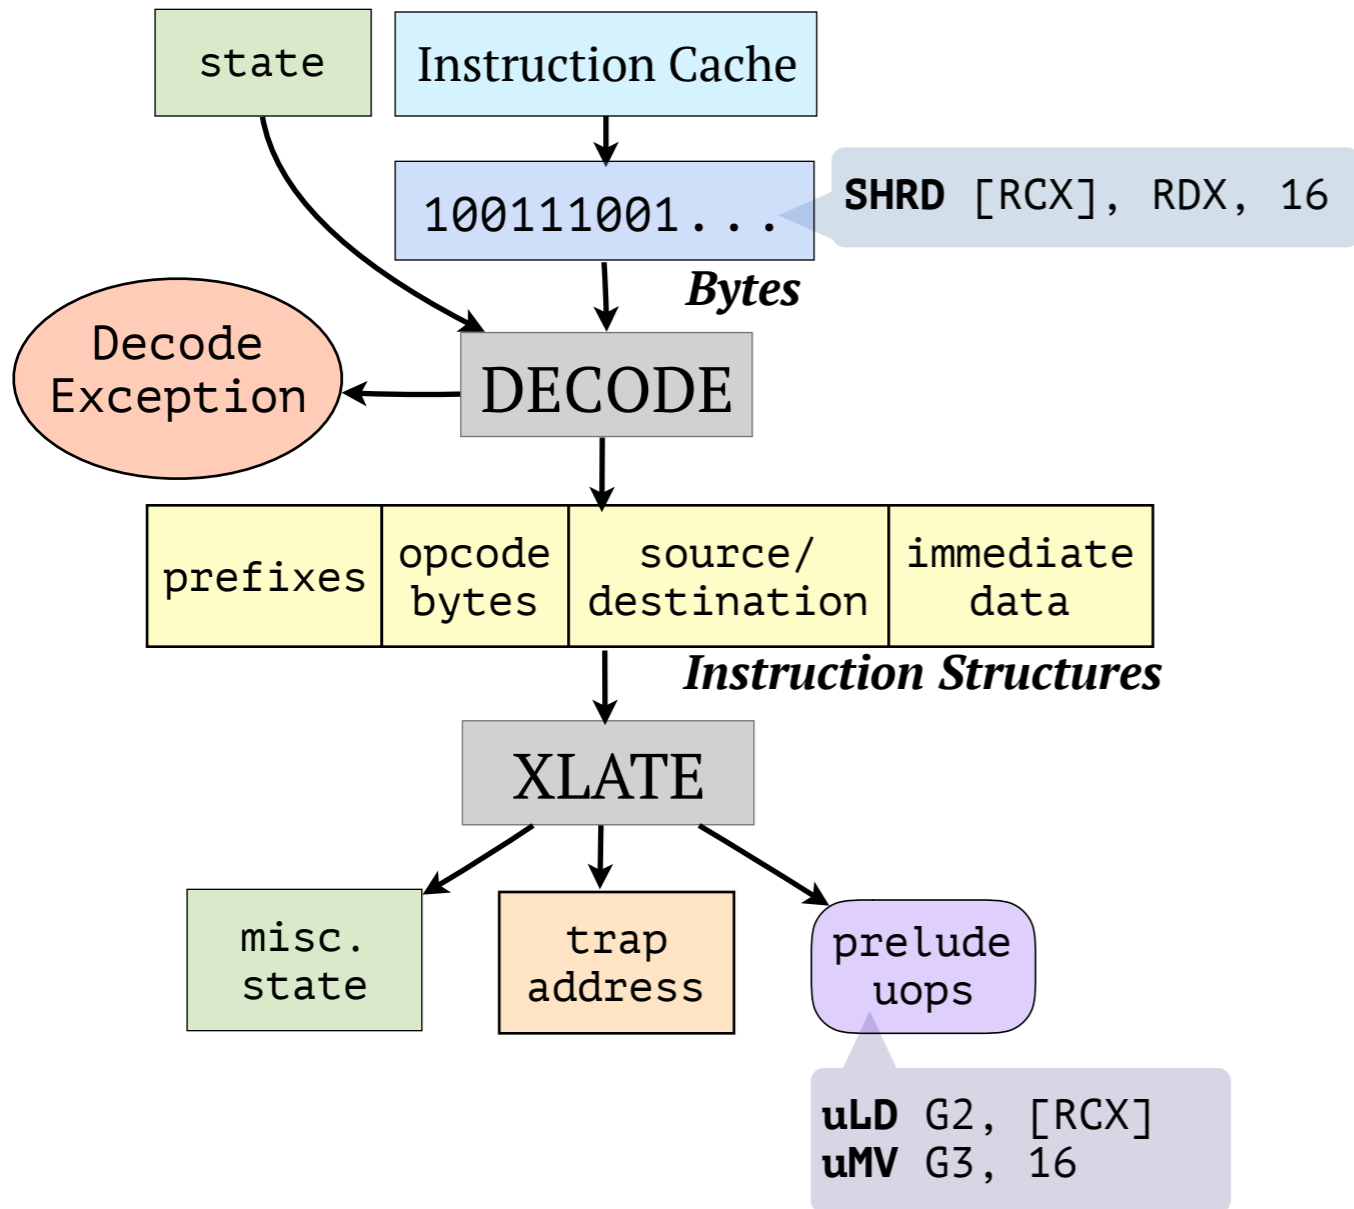 state
Instruction Cache
100111001...
SHRD [RCX], RDX, 16
Bytes
Decode
Exception
DECODE
prefixes
opcode
bytes
source/
destination
immediate
data
Instruction Structures
XLATE
misc.
state
trap
address
prelude
uops
uLD G2, [RCX]
uMV G3, 16